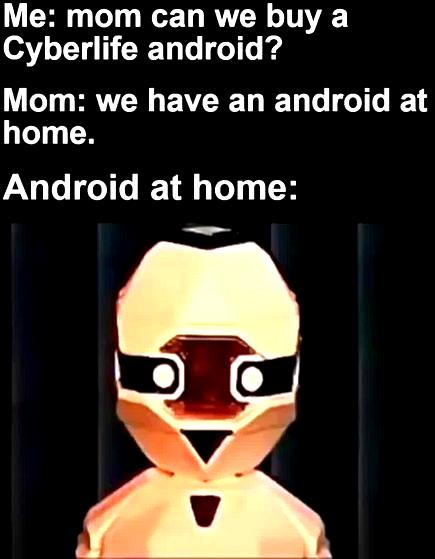 Me: mom can we buy a
Cyberlife android?
Mom: we have an android at
home.
Android at home: